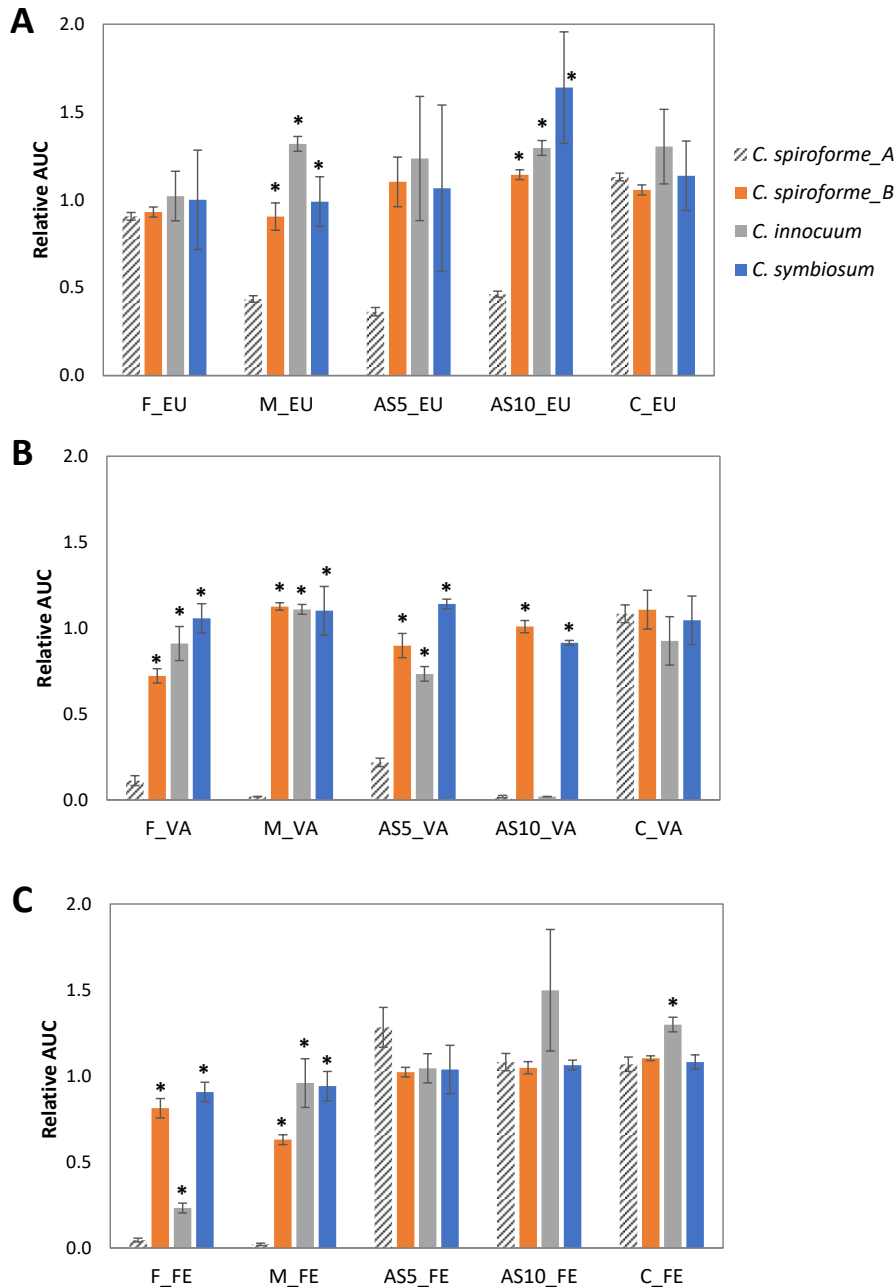 A
2.0
1.5
1.0
0.5
0.0
Relative AUC
* * * * * *
F_EU M_EU AS5_EU AS10_EU C_EU
C. spiroforme_A
C. spiroforme_B
C. innocuum
C. symbiosum
B
2.0
1.5
1.0
0.5
0.0
Relative AUC
* * * * * * * * * * *
F_VA M_VA AS5_VA AS10_VA C_VA
C
2.0
1.5
1.0
0.5
0.0
Relative AUC
* * * * * * *
F_FE M_FE AS5_FE AS10_FE C_FE